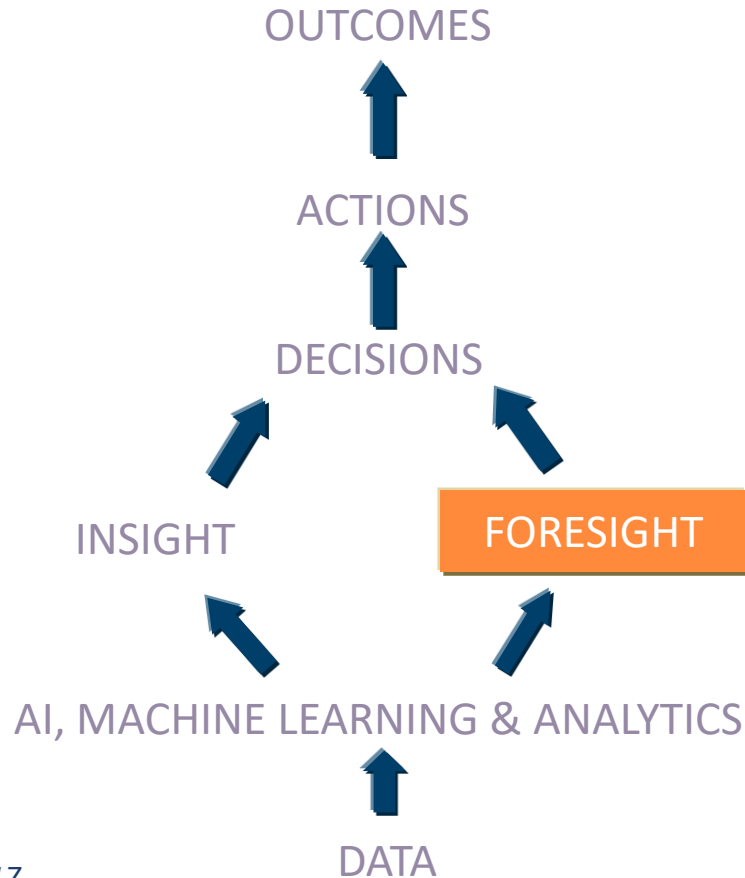 OUTCOMES
ACTIONS
DECISIONS
INSIGHT
FORESIGHT
AI, MACHINE LEARNING & ANALYTICS
DATA